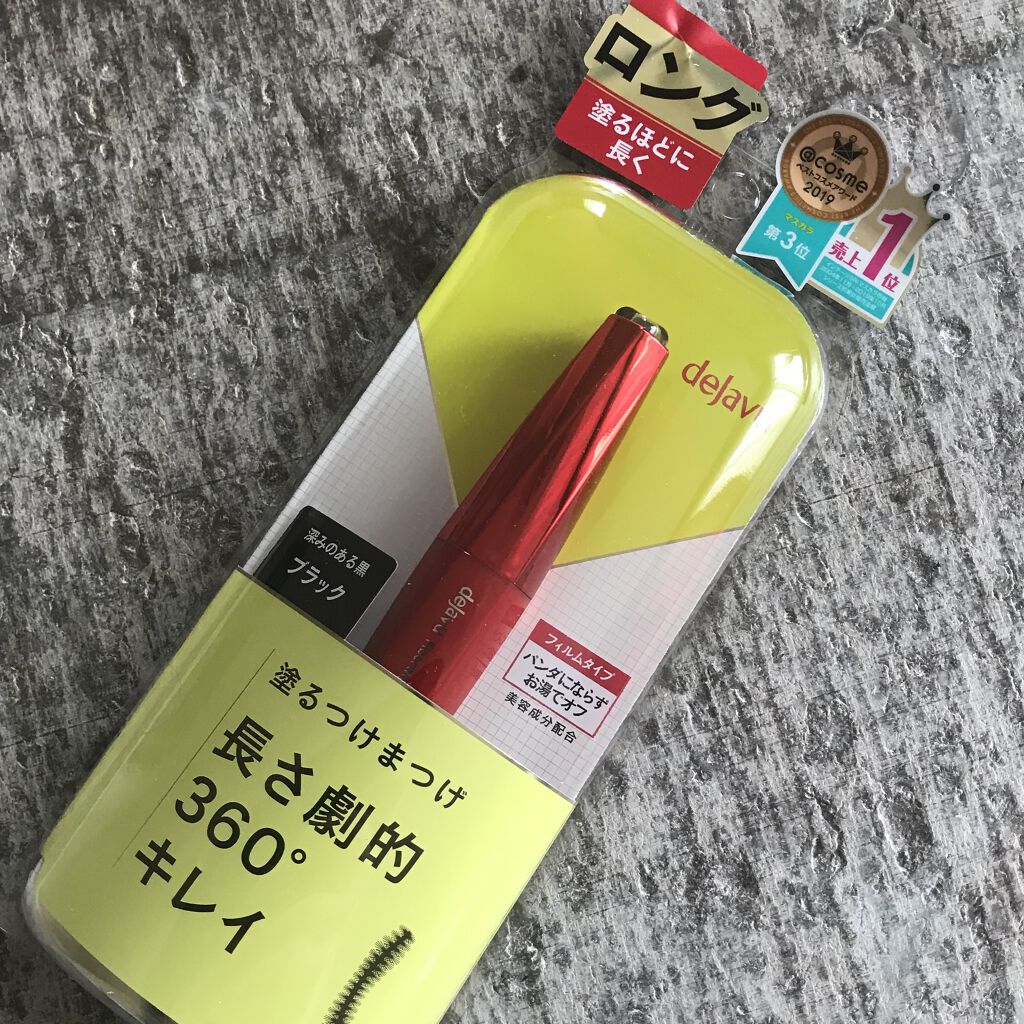 ロング
塗るほどに
長く
@cosme
ベストコスメアワード
2019
マスカラ
第3位
売上1位
dejavu
深みのある黒
ブラック
dejavu
フィルムタイプ
パンダにならず
お湯でオフ
美容成分配合
塗るつけまつげ
長さ劇的
360°
キレイ